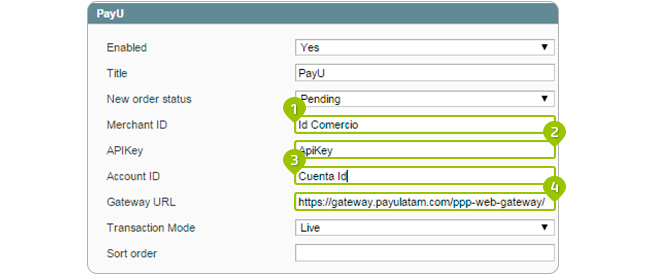 PayU
Enabled Yes
Title PayU
New order status Pending
1
Merchant ID Id Comercio
2
APIKey ApiKey
3
Account ID Cuenta Id
4
Gateway URL https://gateway.payulatam.com/ppp-web-gateway/
Transaction Mode Live
Sort order